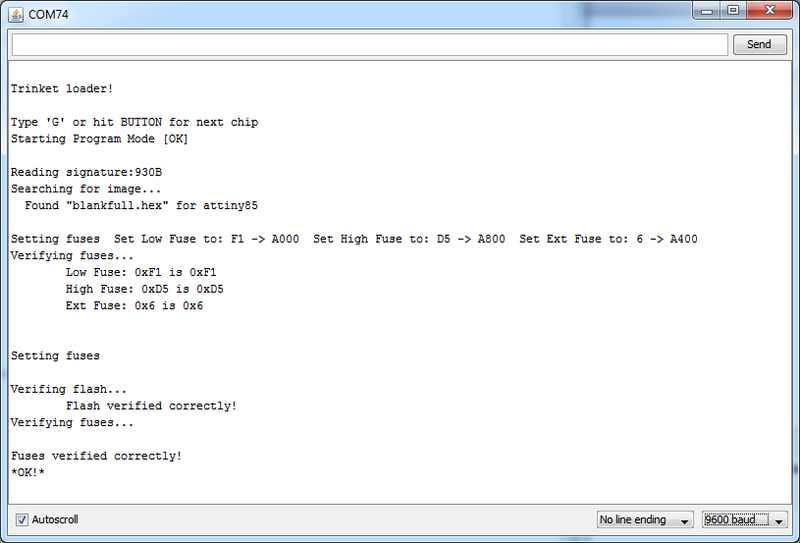 COM74
Send
Trinket loader!
Type 'G' or hit BUTTON for next chip
Starting Program Mode [OK]
Reading signature:930B
Searching for image...
Found "blankfull.hex" for attiny85
Setting fuses  Set Low Fuse to: F1 -> A000  Set High Fuse to: D5 -> A800  Set Ext Fuse to: 6 -> A400
Verifying fuses...
Low Fuse: 0xF1 is 0xF1
High Fuse: 0xD5 is 0xD5
Ext Fuse: 0x6 is 0x6
Setting fuses
Verifing flash...
Flash verified correctly!
Verifying fuses...
Fuses verified correctly!
*OK!*
Autoscroll
No line ending
9600 baud